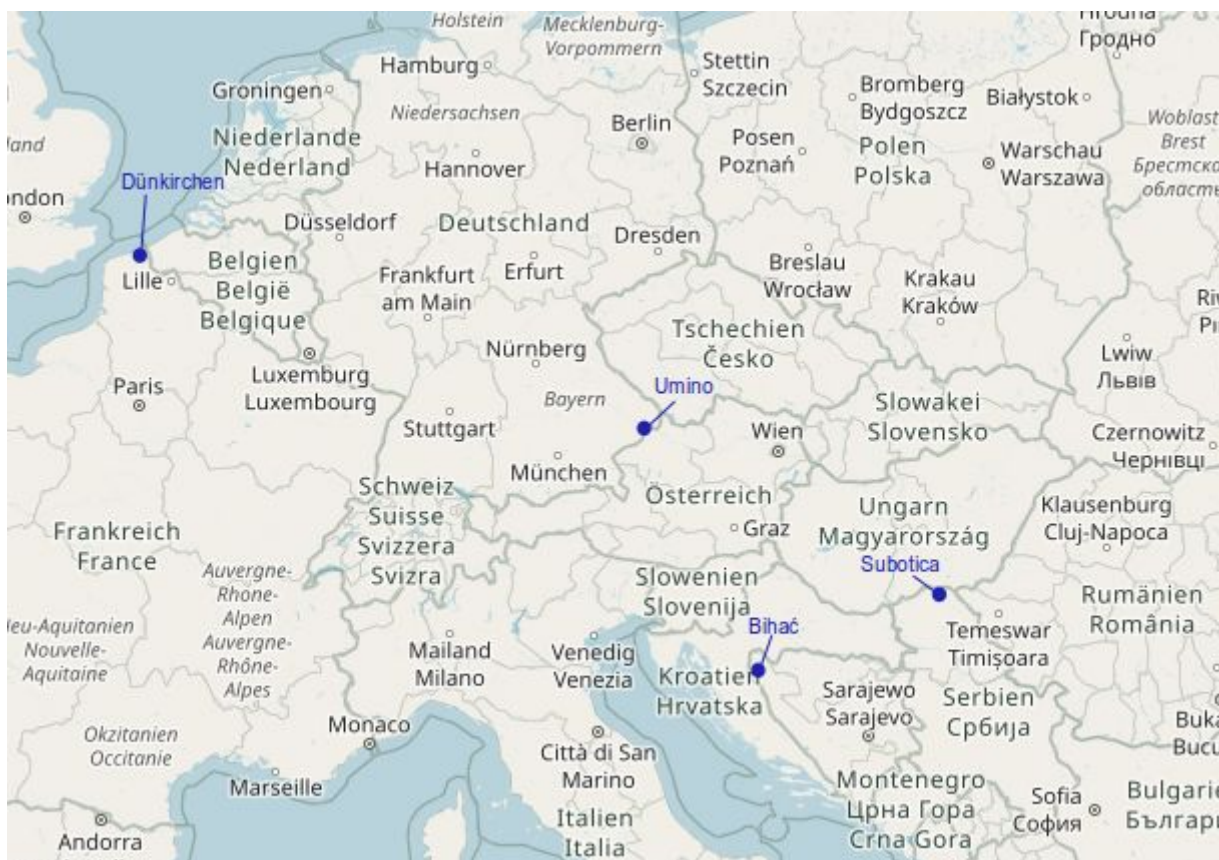 Holstein
Mecklenburg-
Vorpommern
Гродно
Hamburg
Stettin
Szczecin
Groningen
Niedersachsen
Bromberg
Bydgoszcz
Białystok
Niederlande
Nederland
Berlin
Posen
Poznań
Polen
Polska
Woblast
Brest
Брестска
область
Hannover
Warschau
Warszawa
Dünkirchen
Düsseldorf
Deutschland
Dresden
Belgien
België
Belgique
Lille
Frankfurt
am Main
Erfurt
Breslau
Wrocław
Krakau
Kraków
Tschechien
Česko
Nürnberg
Lwiw
Львів
Luxemburg
Luxembourg
Paris
Umino
Bayern
Slowakei
Slovensko
Stuttgart
Wien
Czernowitz
Чернівці
München
Schweiz
Suisse
Svizzera
Svizra
Österreich
Ungarn
Magyarország
Klausenburg
Cluj-Napoca
Graz
Frankreich
France
Subotica
Auvergne-
Rhone-
Alpen
Auvergne-
Rhône-
Alpes
Slowenien
Slovenija
Rumänien
România
Nouvelle-
Aquitaine
Bihać
Temeswar
Timișoara
Mailand
Milano
Venedig
Venezia
Kroatien
Hrvatska
Sarajewo
Sarajevo
Serbien
Србија
Monaco
Okzitanien
Occitanie
Città di San
Marino
Marseille
Montenegro
Црна Гора
Crna Gora
Sofia
София
Andorra
Italien
Italia